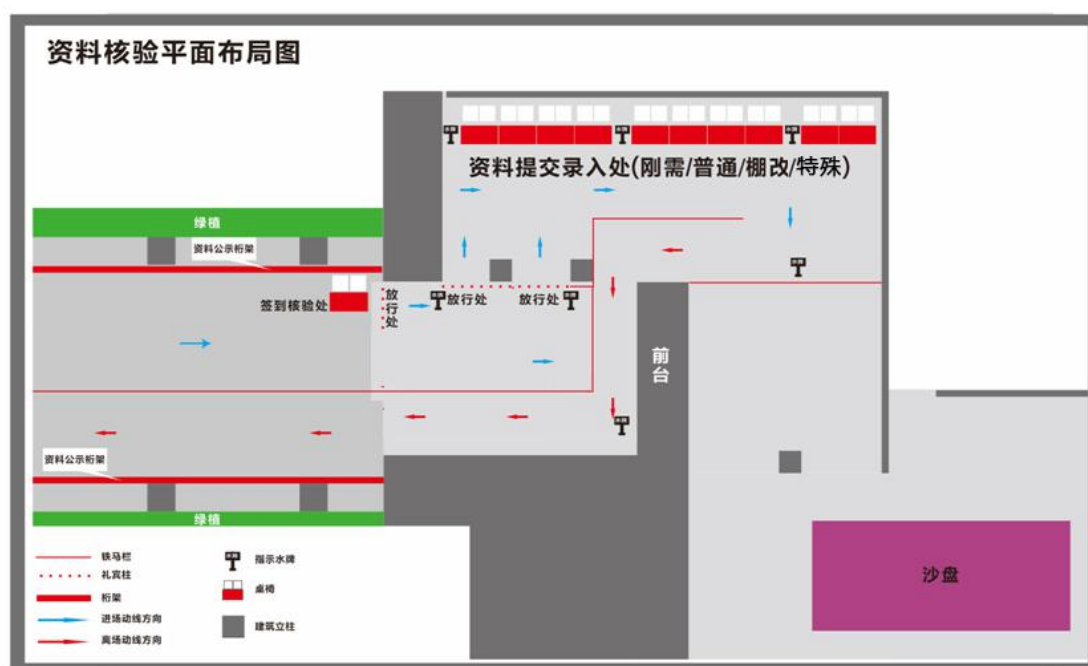 资料核验平面布局图
资料提交录入处(刚需/普通/棚改/特殊)
绿植
资料公示桁架
签到核验处
放行处
放行处
放行处
前台
资料公示桁架
绿植
沙盘
铁马栏
礼宾柱
桁架
进场动线方向
离场动线方向
指示水牌
桌椅
建筑立柱